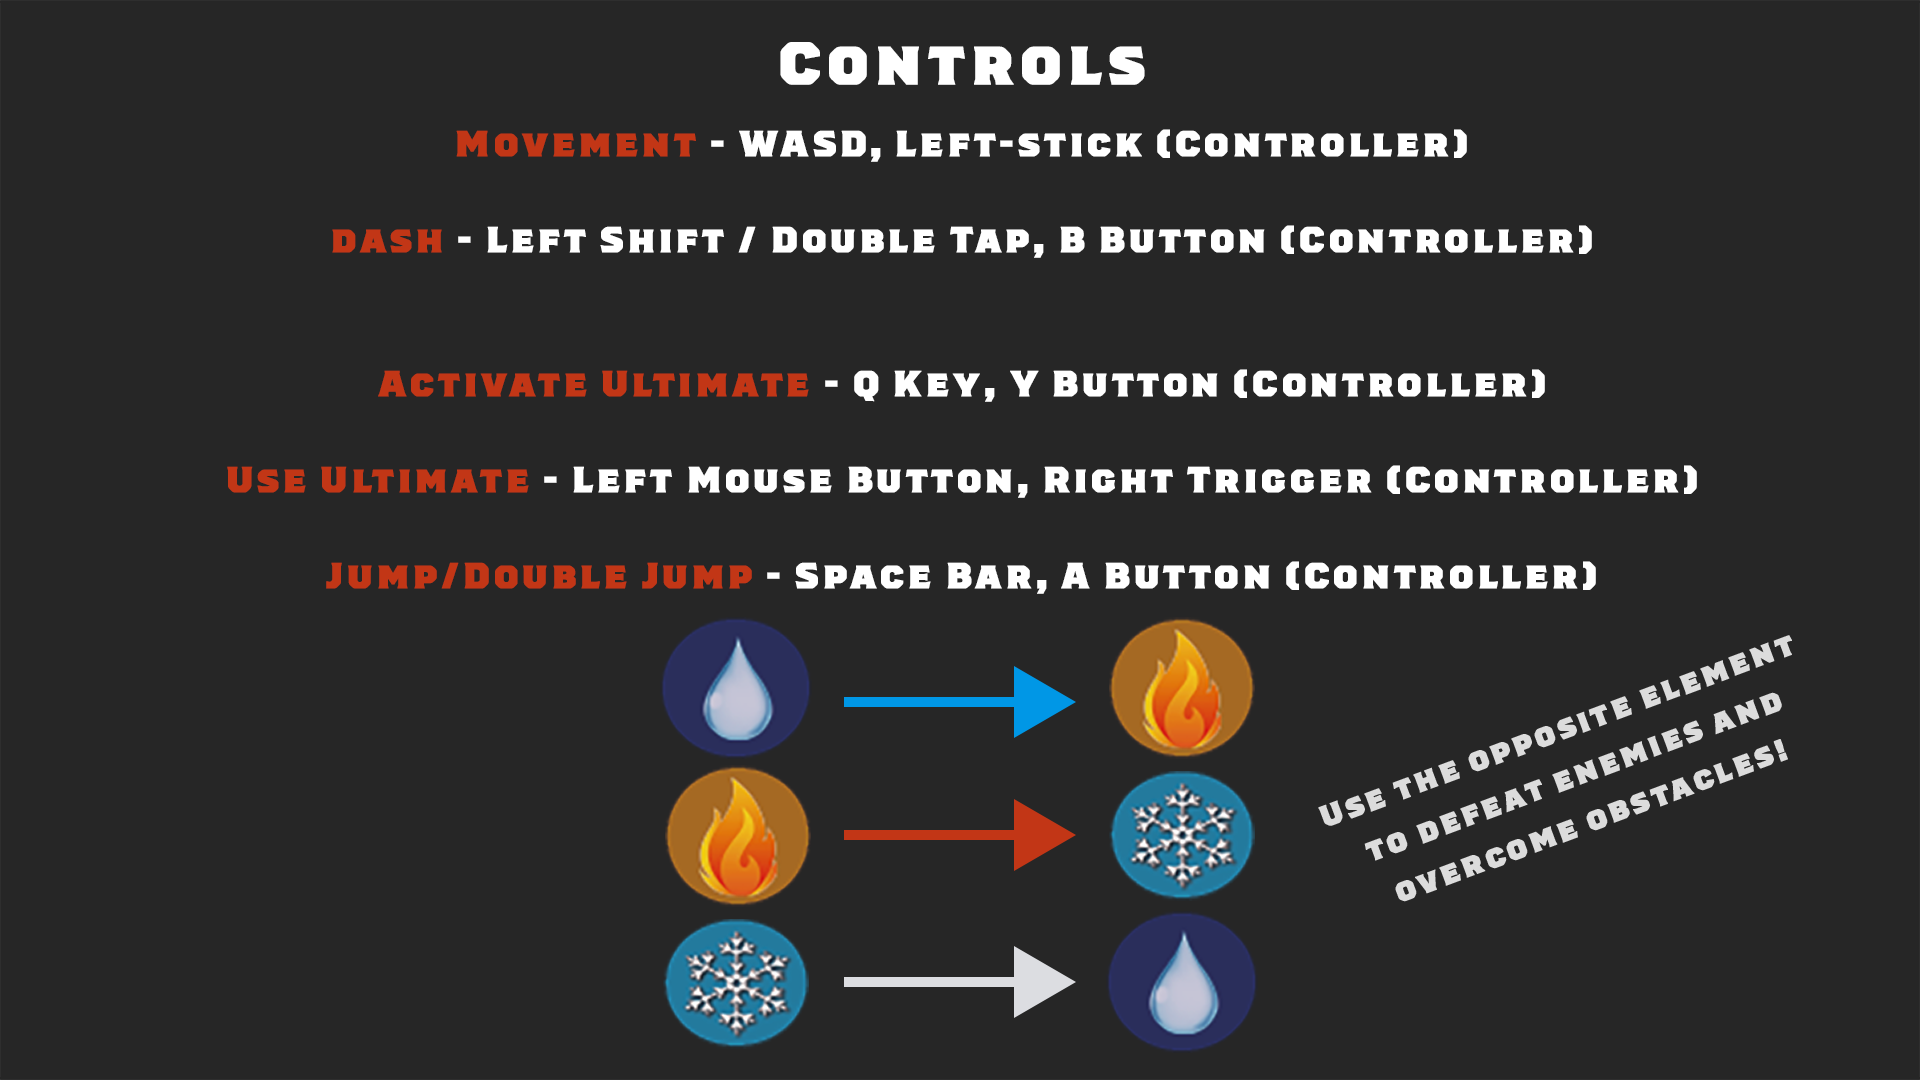 Controls
Movement - WASD, Left-stick (Controller)
Dash - Left Shift / Double Tap, B Button (Controller)
Activate Ultimate - Q Key, Y Button (Controller)
Use Ultimate - Left Mouse Button, Right Trigger (Controller)
Jump/Double Jump - Space Bar, A Button (Controller)
Use the opposite Element
to defeat enemies and
overcome obstacles!